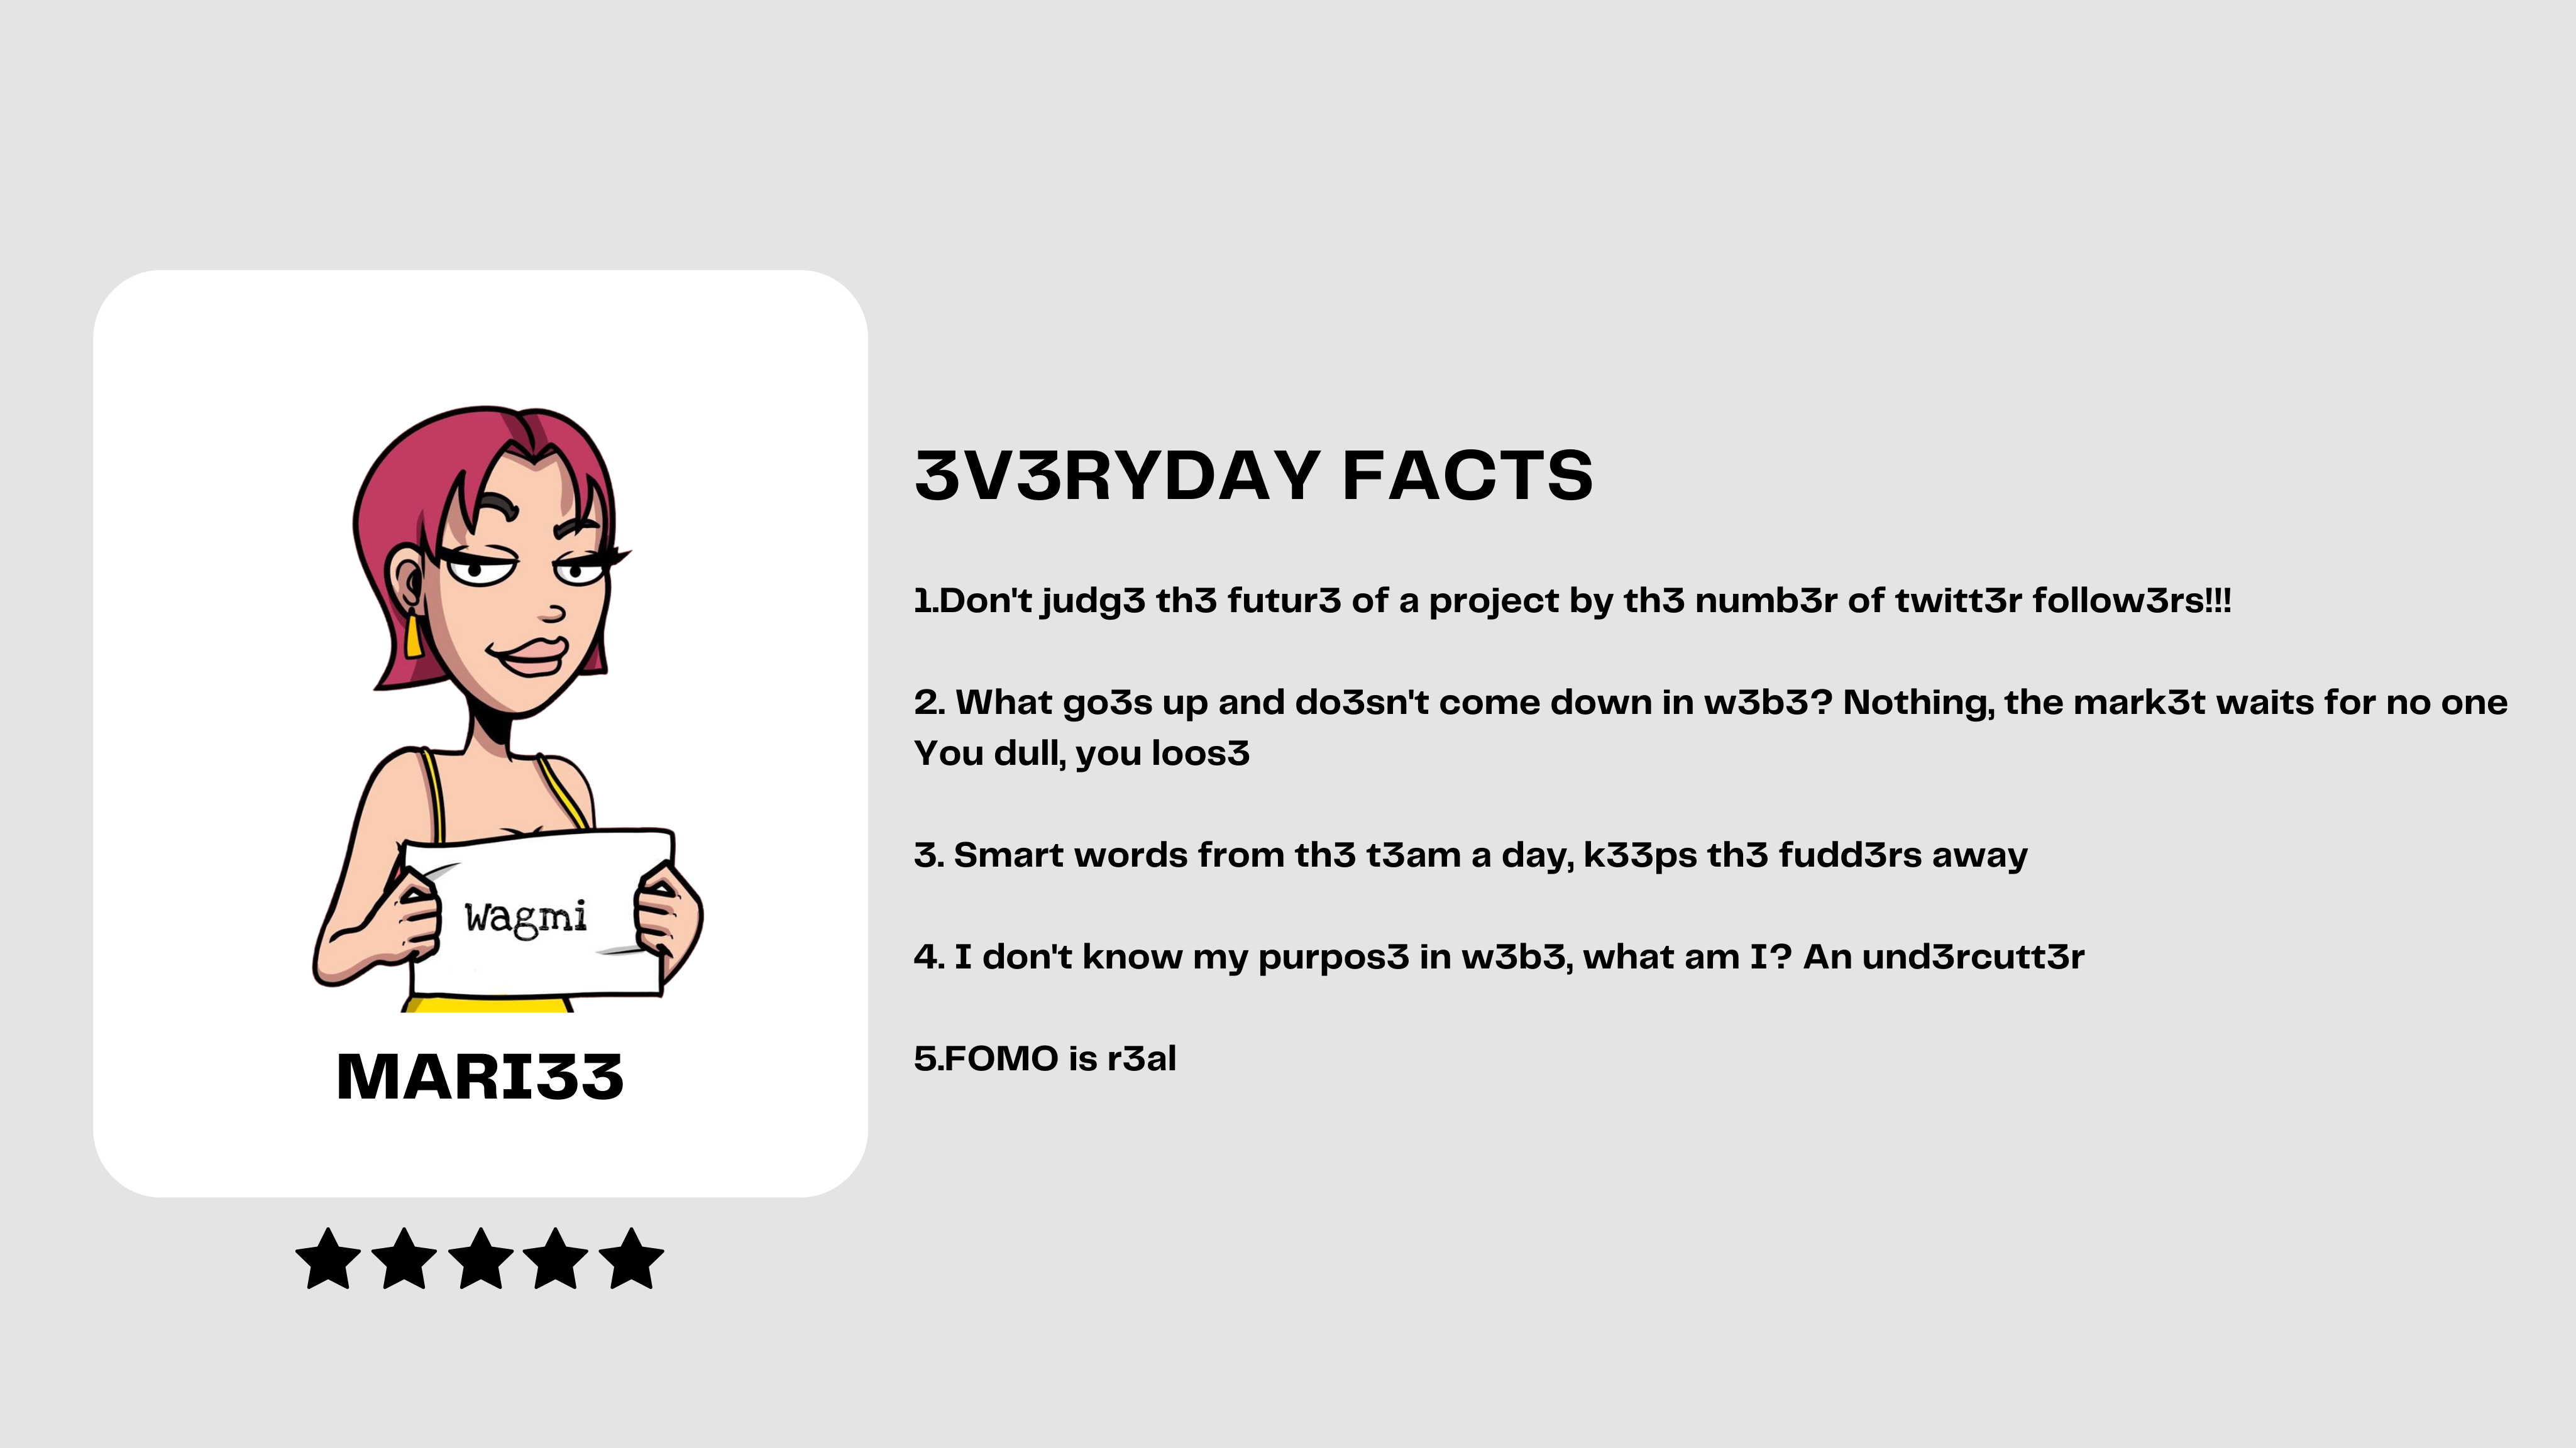 3V3RYDAY FACTS
1.Don't judg3 th3 futur3 of a project by th3 numb3r of twitt3r follow3rs!!!
2. What go3s up and do3sn't come down in w3b3? Nothing, the mark3t waits for no one
You dull, you loos3
3. Smart words from th3 t3am a day, k33ps th3 fudd3rs away
4. I don't know my purpos3 in w3b3, what am I? An und3rcutt3r
5.FOMO is r3al
Wagmi
MARI33